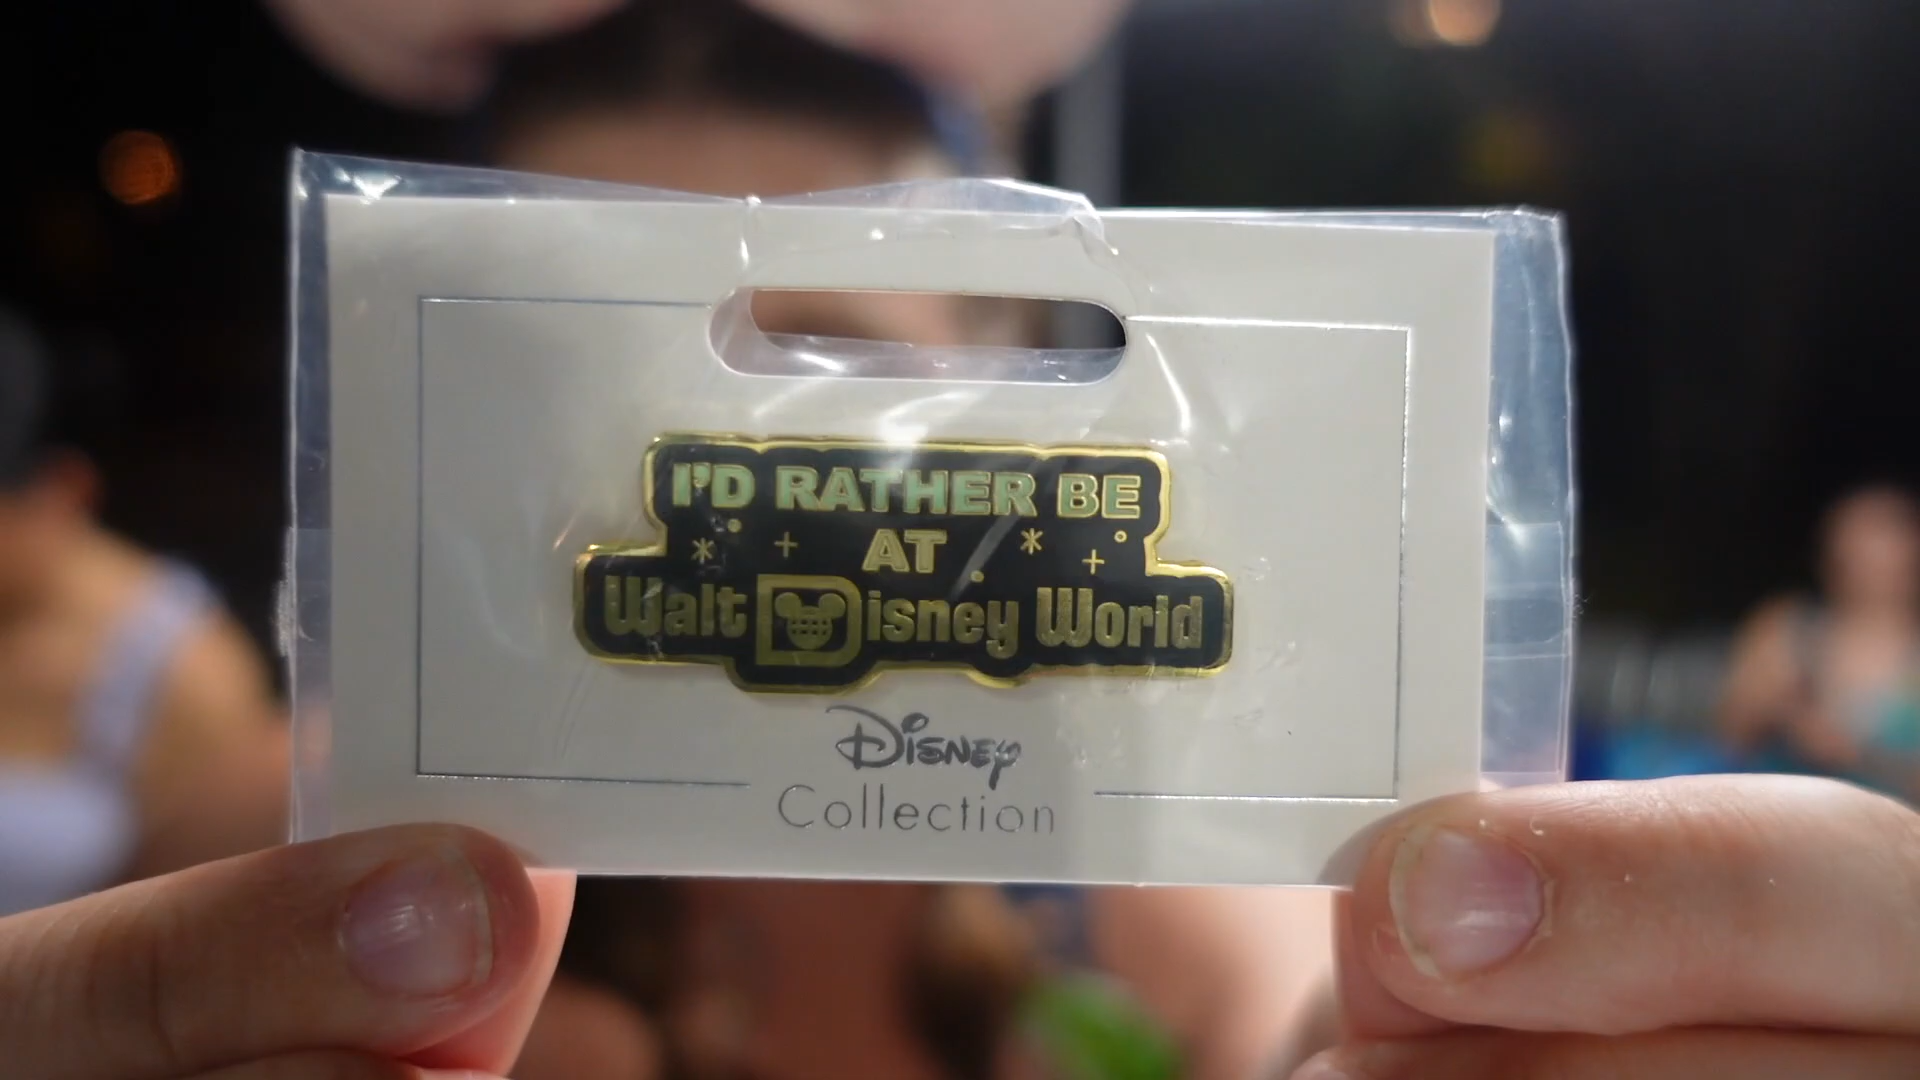 I'D RATHER BE
AT
Walt Disney World
Disney
Collection